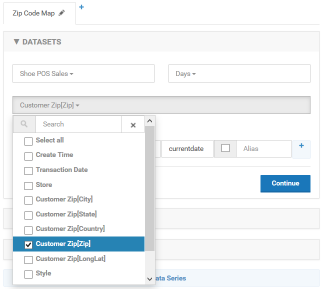 Zip Code Map
+
DATASETS
Shoe POS Sales
Days
Customer Zip[Zip]
Search
×
Select all
Create Time
Transaction Date
Store
Customer Zip[City]
Customer Zip[State]
Customer Zip[Country]
Customer Zip[Zip]
Customer Zip[LongLat]
Style
currentdate
Alias
+
Continue
ata Series